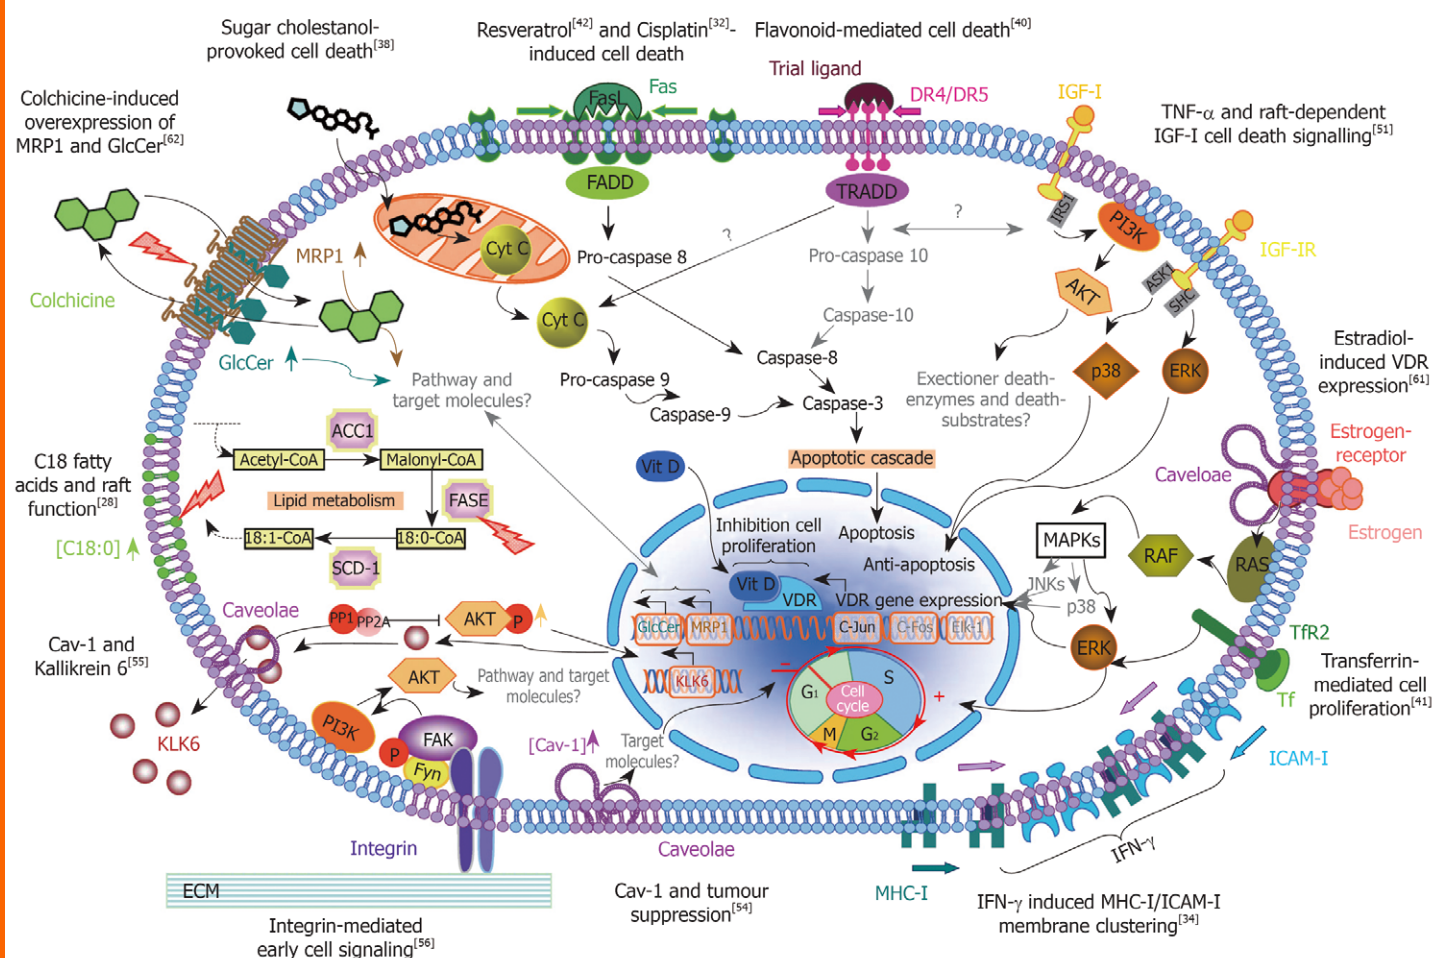 Sugar cholestanol-
provoked cell death[38]
Resveratrol[42] and Cisplatin[32]-
induced cell death
Flavonoid-mediated cell death[40]
Trial ligand
FasL
Fas
DR4/DR5
IGF-I
TNF-α and raft-dependent
IGF-I cell death signalling[51]
Colchicine-induced
overexpression of
MRP1 and GlcCer[62]
FADD
TRADD
IRS1
PI3K
IGF-IR
?
?
Cyt C
Pro-caspase 8
Pro-caspase 10
ASK1
SHC
AKT
MRP1
Colchicine
Cyt C
Caspase-10
GlcCer
Caspase-8
p38
ERK
Estradiol-
induced VDR
expression[61]
Pathway and
target molecules?
Pro-caspase 9
Caspase-9
Caspase-3
Exectioner death-
enzymes and death-
substrates?
ACC1
Acetyl-CoA
Malonyl-CoA
Apoptotic cascade
Vit D
Estrogen-
receptor
Caveloae
Estrogen
C18 fatty
acids and raft
function[28]
[C18:0]
Lipid metabolism
FASE
18:1-CoA
18:0-CoA
SCD-1
Inhibition cell
proliferation
Apoptosis
Anti-apoptosis
MAPKs
RAF
RAS
Vit D
VDR
VDR gene expression
JNKs
p38
ERK
Caveolae
PP1
PP2A
AKT
P
GlcCer
MRP1
C-Jun
C-Fos
Elk-1
Cav-1 and
Kallikrein 6[55]
KLK6
AKT
Pathway and target
molecules?
KLK6
G1
S
Cell
cycle
M
G2
−
+
TfR2
Tf
Transferrin-
mediated cell
proliferation[41]
PI3K
P
FAK
Fyn
[Cav-1]
Target
molecules?
ICAM-I
Integrin
Caveolae
IFN-γ
MHC-I
ECM
Integrin-mediated
early cell signaling[56]
Cav-1 and tumour
suppression[54]
IFN-γ induced MHC-I/ICAM-I
membrane clustering[34]